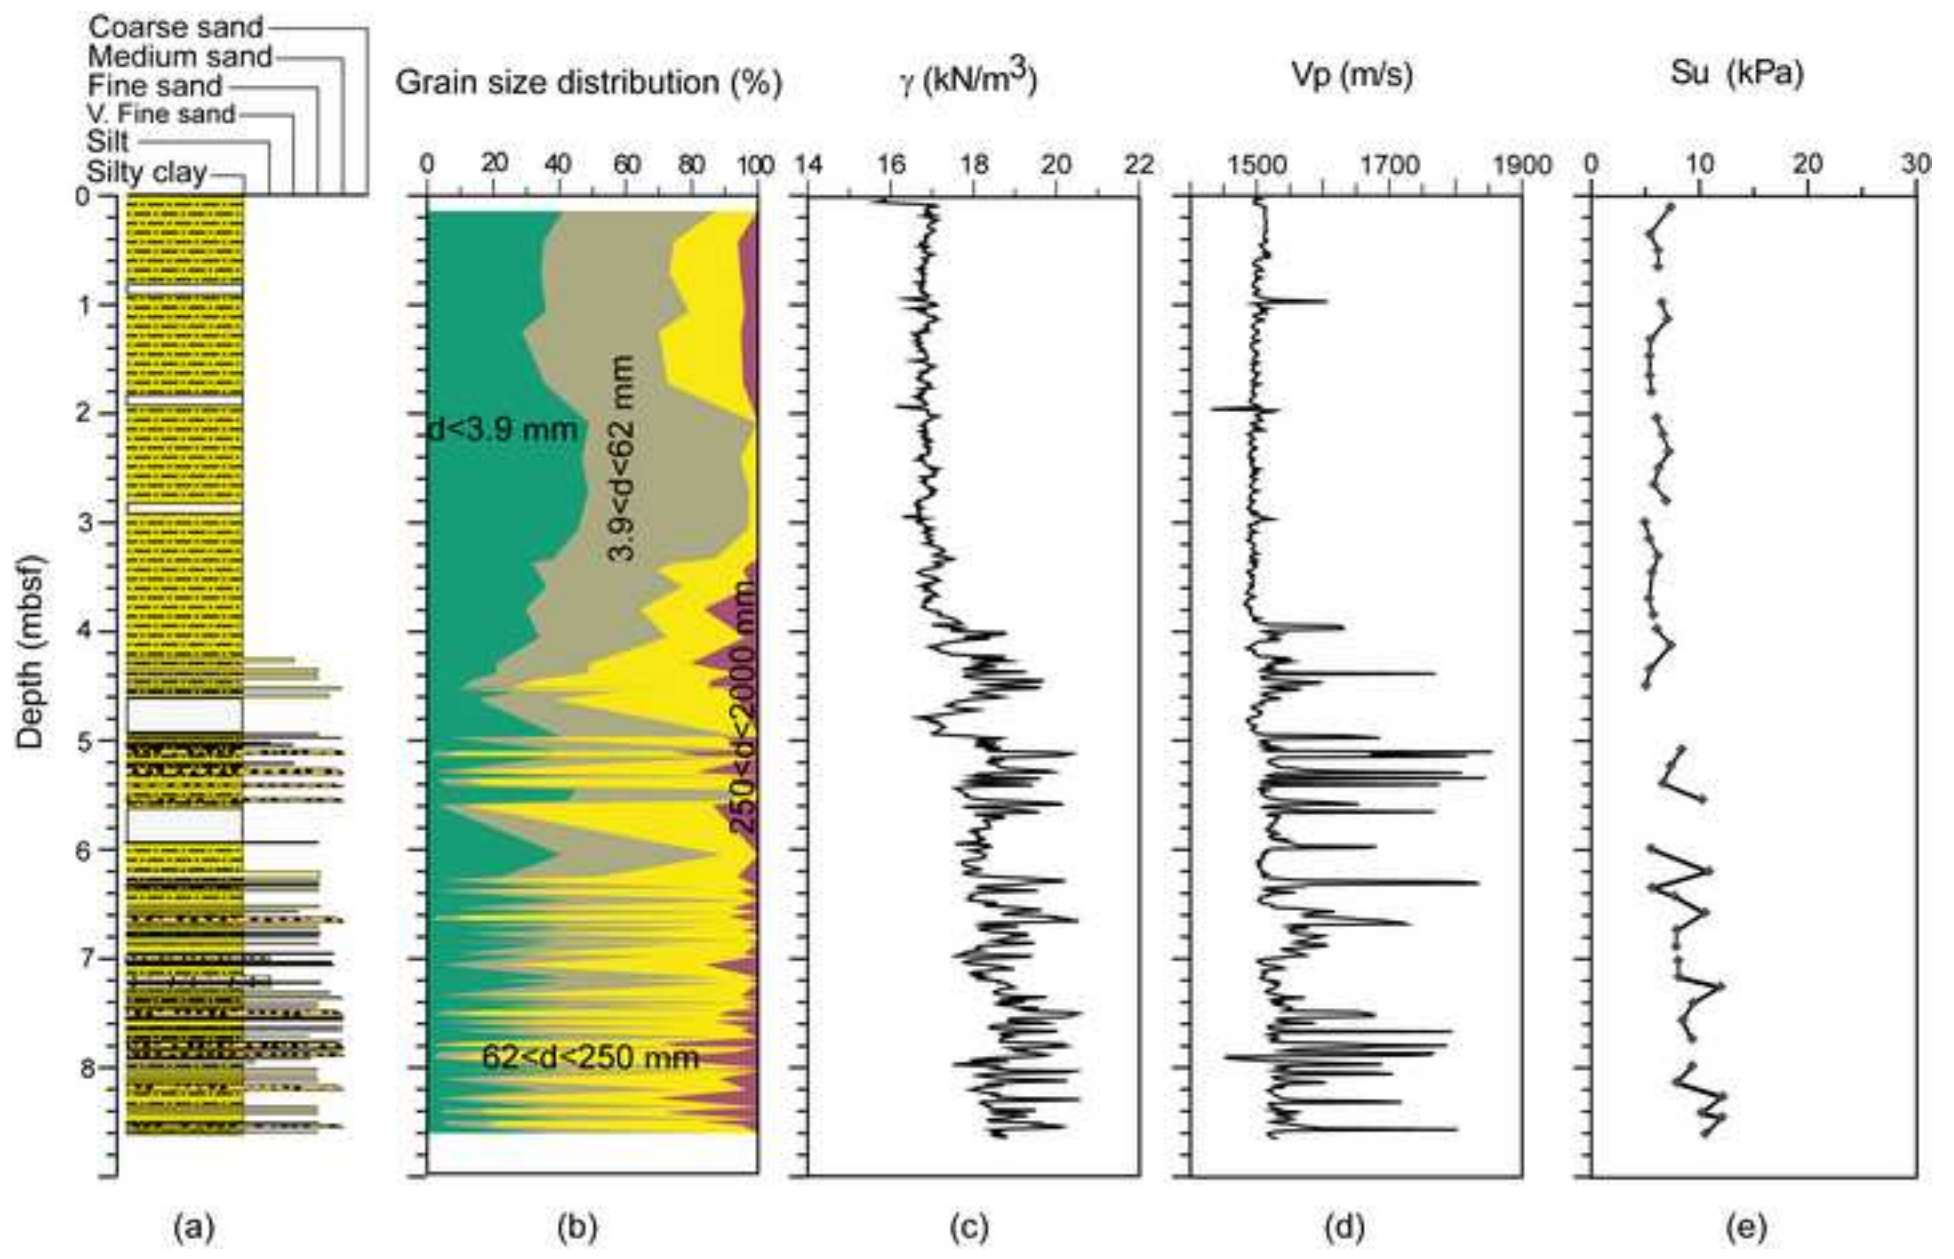 Coarse sand
Medium sand
Fine sand
V. Fine sand
Silt
Silty clay
Grain size distribution (%)
γ (kN/m³)
Vp (m/s)
Su (kPa)
0 20 40 60 80 100
14 16 18 20 22
1500 1700 1900
0 10 20 30
Depth (mbsf)
0
1
2
3
4
5
6
7
8
d<3.9 mm
3.9<d<62 mm
250<d<2000 mm
62<d<250 mm
(a)
(b)
(c)
(d)
(e)